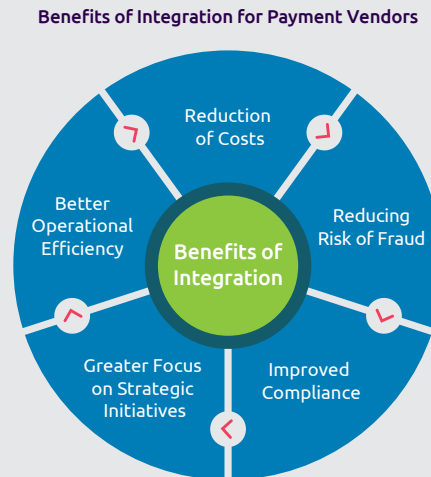 Benefits of Integration for Payment Vendors
Reduction
of Costs
Reducing
Risk of Fraud
Improved
Compliance
Greater Focus
on Strategic
Initiatives
Better
Operational
Efficiency
Benefits of
Integration